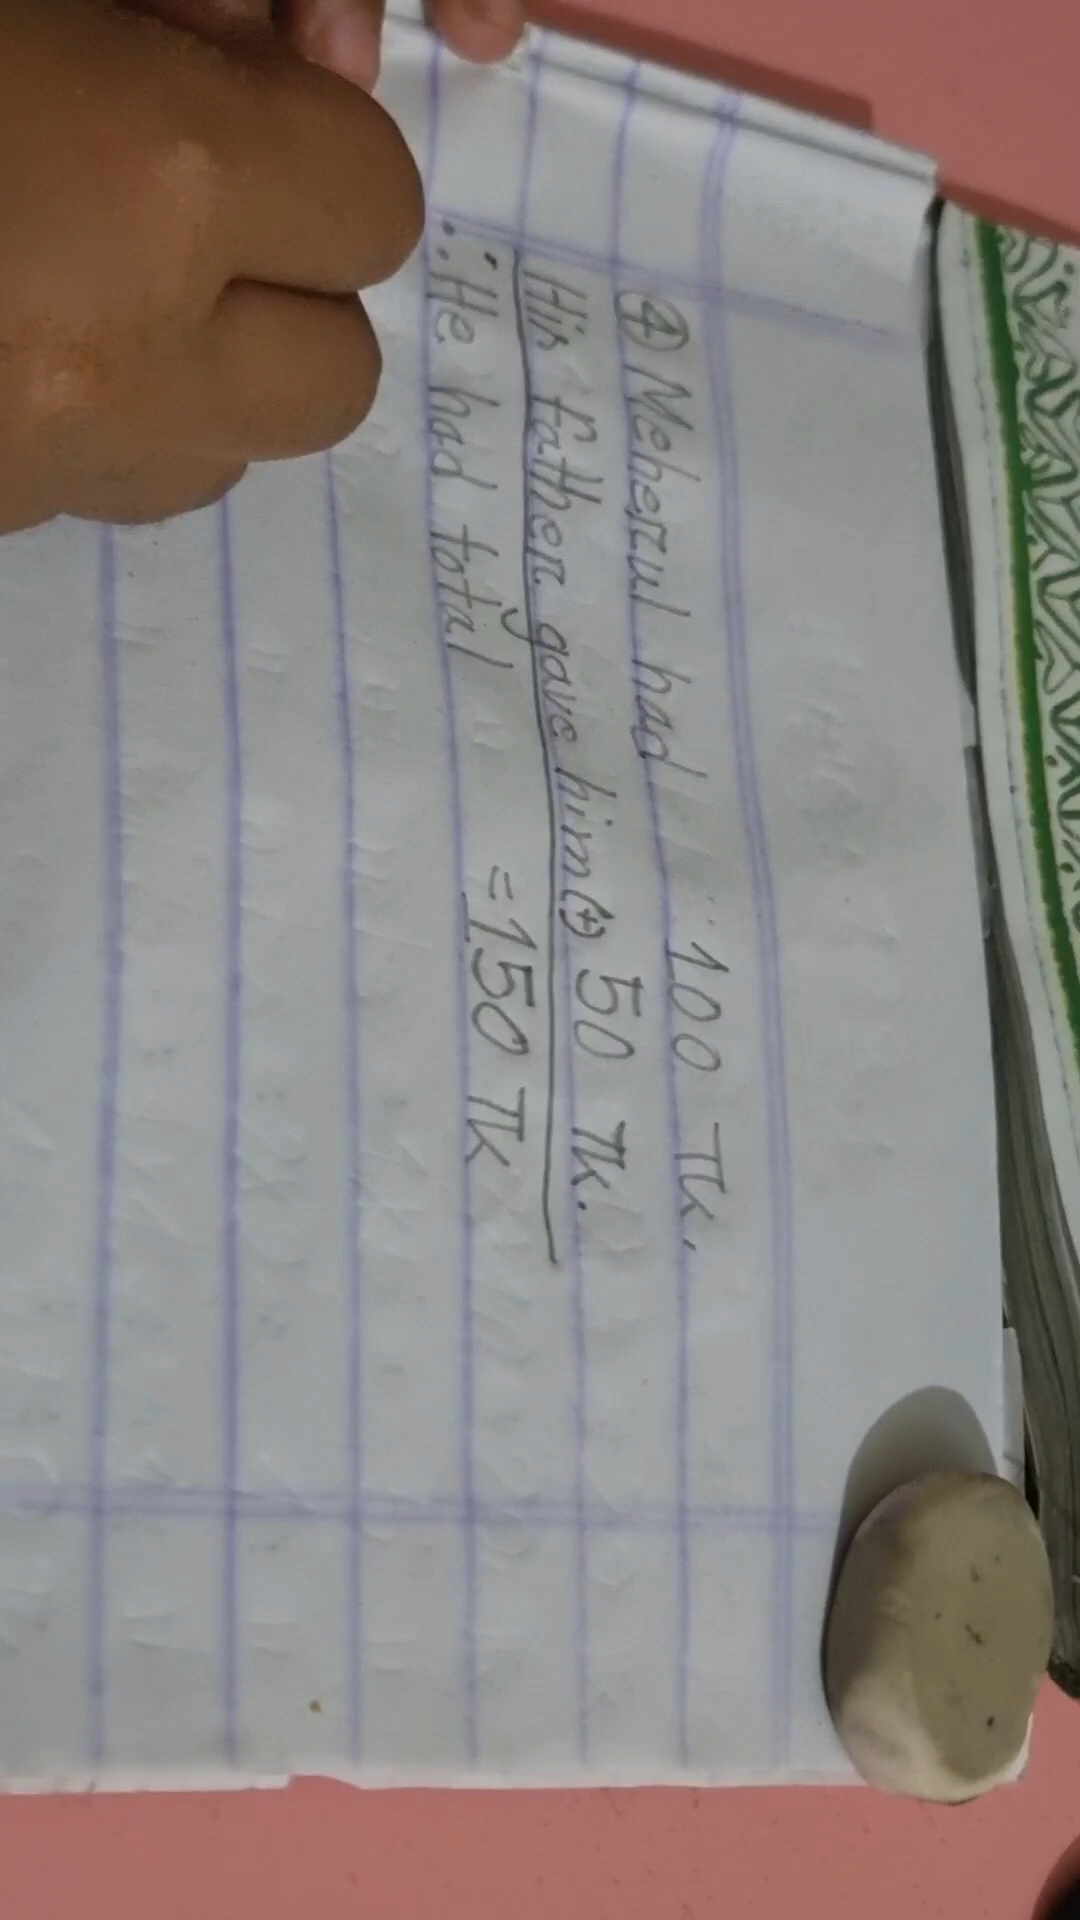 ④ Meherul had 100 TK.
His father gave him (+) 50 TK.
∴ He had total = 150 TK